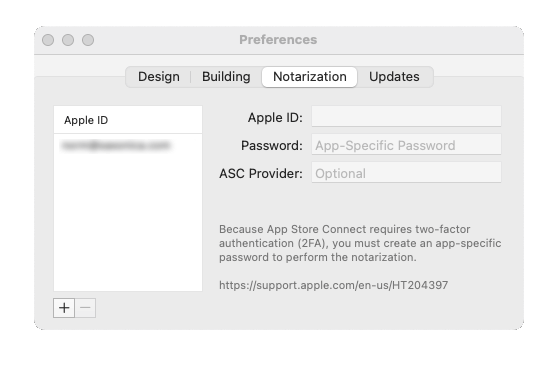 Preferences
Design Building Notarization Updates
Apple ID
Apple ID:
Password: App-Specific Password
ASC Provider: Optional
Because App Store Connect requires two-factor
authentication (2FA), you must create an app-specific
password to perform the notarization.
https://support.apple.com/en-us/HT204397